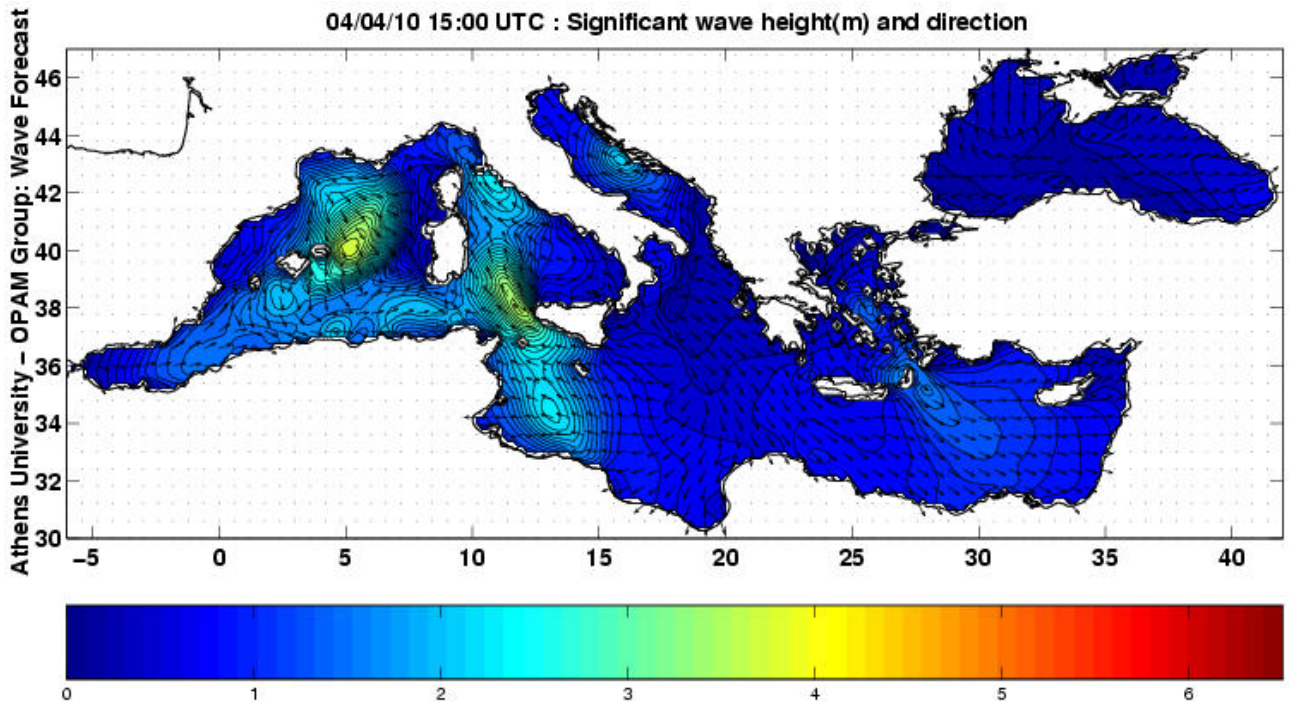 04/04/10 15:00 UTC : Significant wave height(m) and direction
Athens University – OPAM Group: Wave Forecast
46
44
42
40
38
36
34
32
30
−5 0 5 10 15 20 25 30 35 40
0 1 2 3 4 5 6